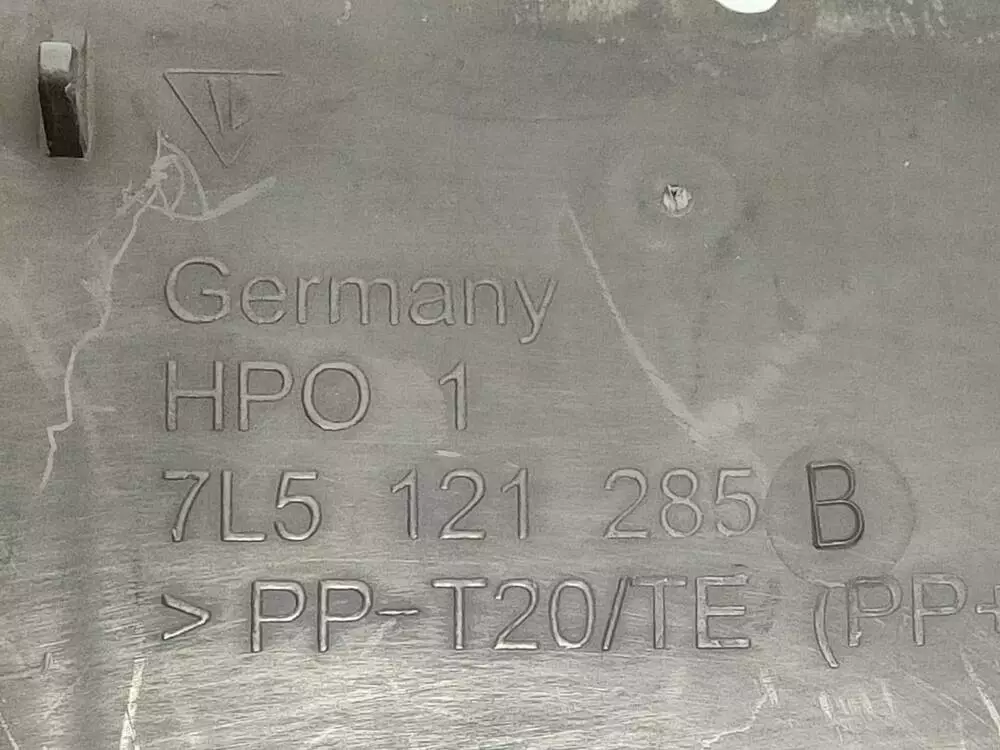 Germany
HPO 1
7L5 121 285 B
> PP-T20/TE (PP+